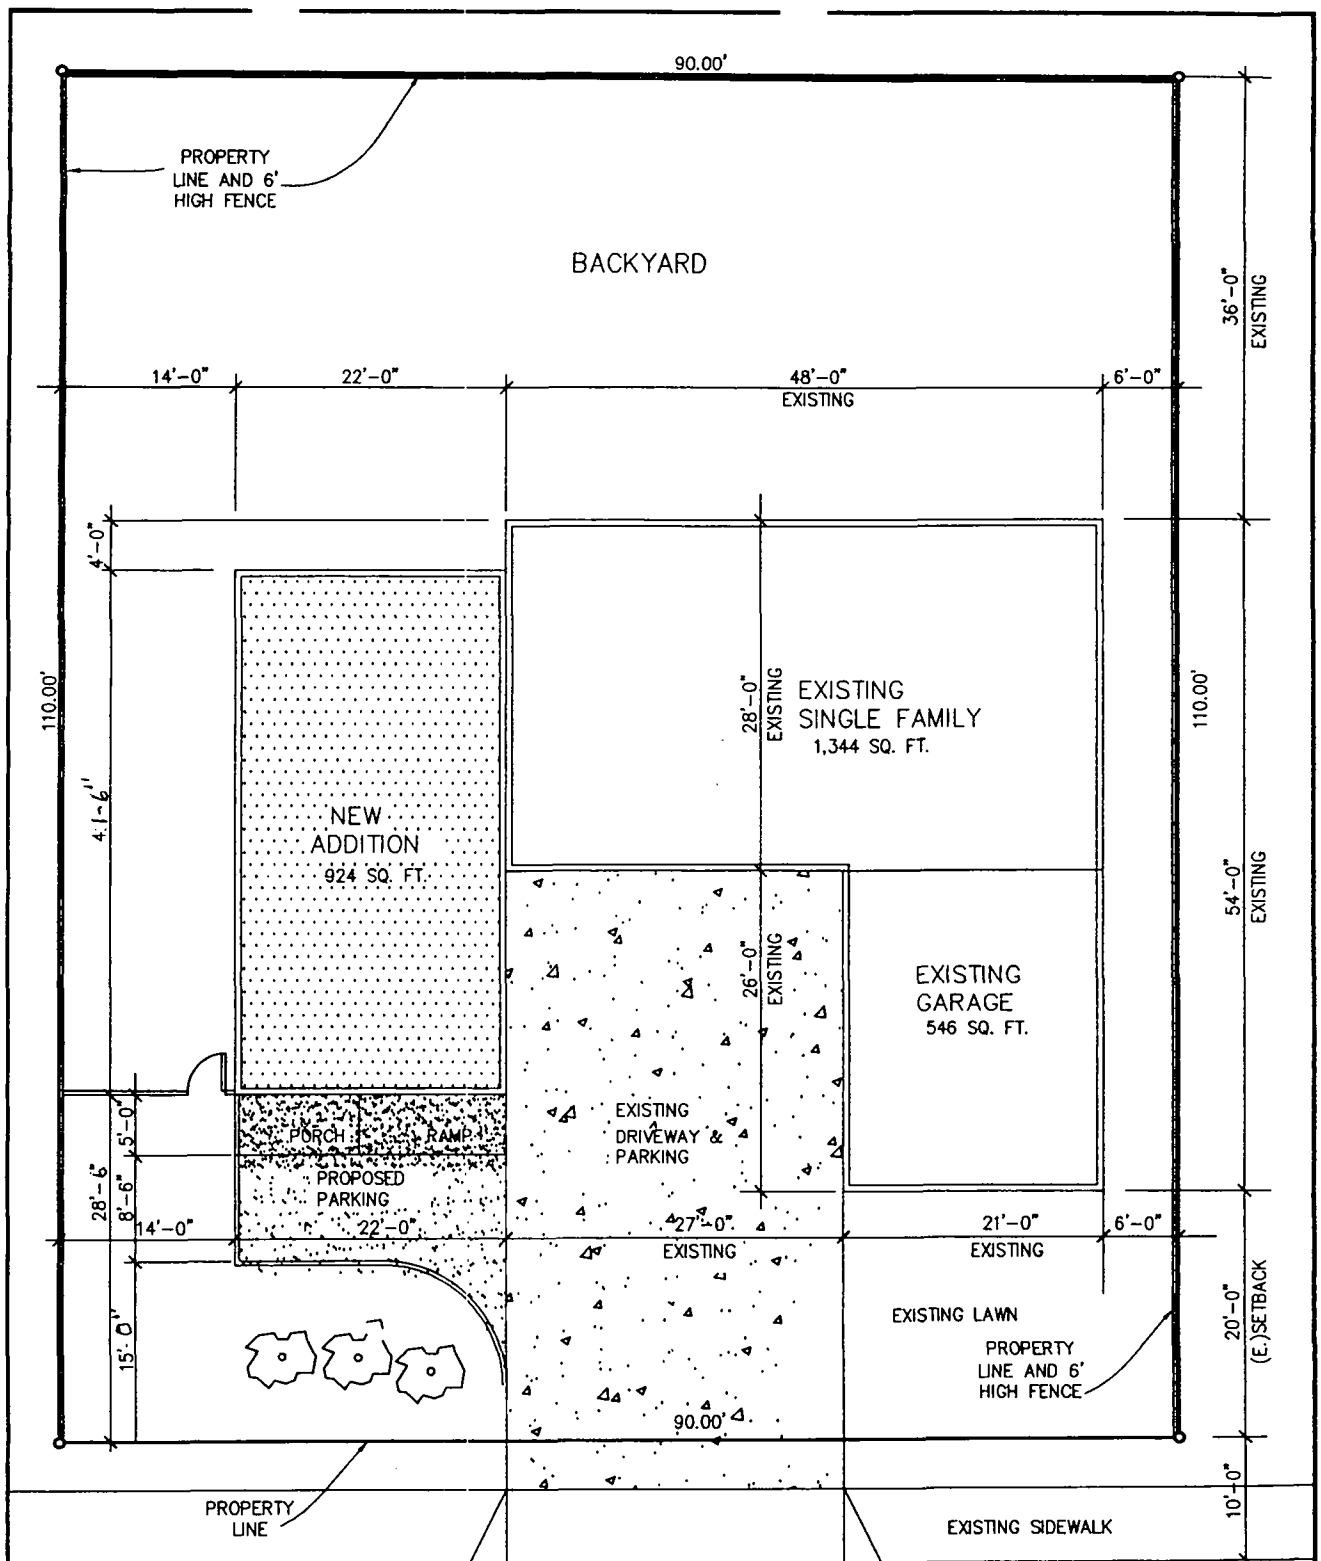 90.00'
PROPERTY
LINE AND 6'
HIGH FENCE
BACKYARD
36'-0"
EXISTING
14'-0"
22'-0"
48'-0"
EXISTING
6'-0"
4'-0"
110.00'
28'-0"
EXISTING
EXISTING
SINGLE FAMILY
1,344 SQ. FT.
110.00'
41-6"
NEW
ADDITION
924 SQ. FT.
54'-0"
EXISTING
26'-0"
EXISTING
EXISTING
GARAGE
546 SQ. FT.
5'-0"
PORCH
RAMP
EXISTING
DRIVEWAY &
PARKING
28'-6"
8'-6"
PROPOSED
PARKING
14'-0"
22'-0"
27'-0"
EXISTING
21'-0"
EXISTING
6'-0"
15'-0"
EXISTING LAWN
20'-0"
(E.)SETBACK
PROPERTY
LINE AND 6'
HIGH FENCE
90.00'
PROPERTY
LINE
EXISTING SIDEWALK
10'-0"